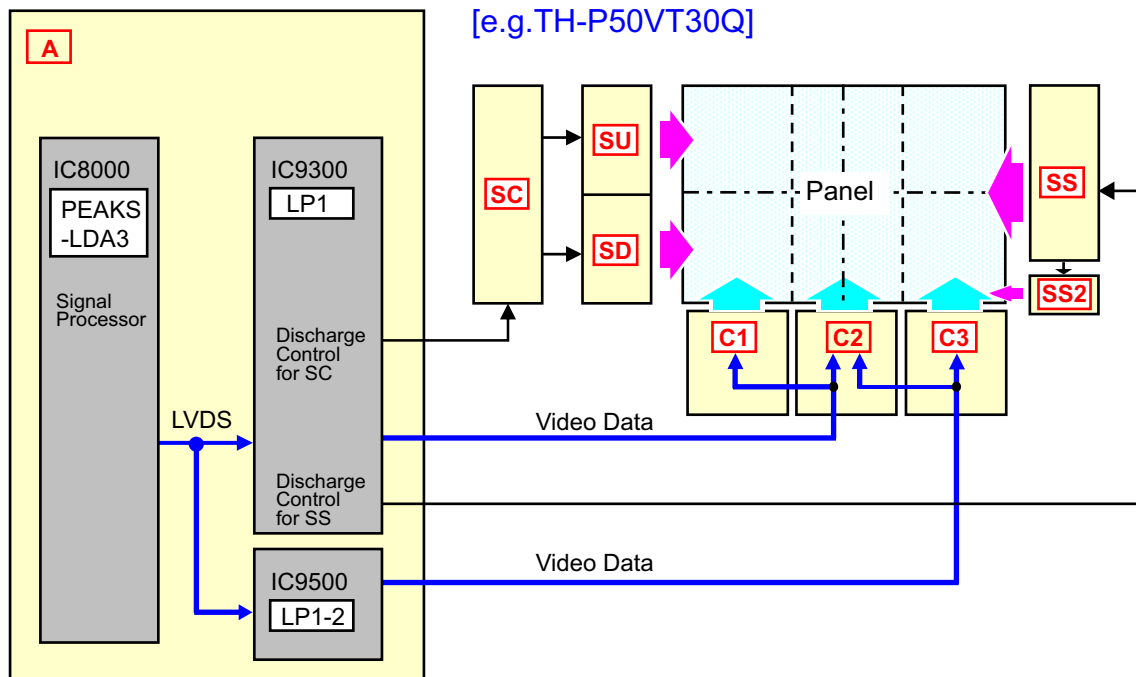 [e.g.TH-P50VT30Q]
A
IC8000
PEAKS
-LDA3
Signal
Processor
IC9300
LP1
Discharge
Control
for SC
LVDS
Discharge
Control
for SS
IC9500
LP1-2
SC
SU
SD
Panel
SS
SS2
C1
C2
C3
Video Data
Video Data